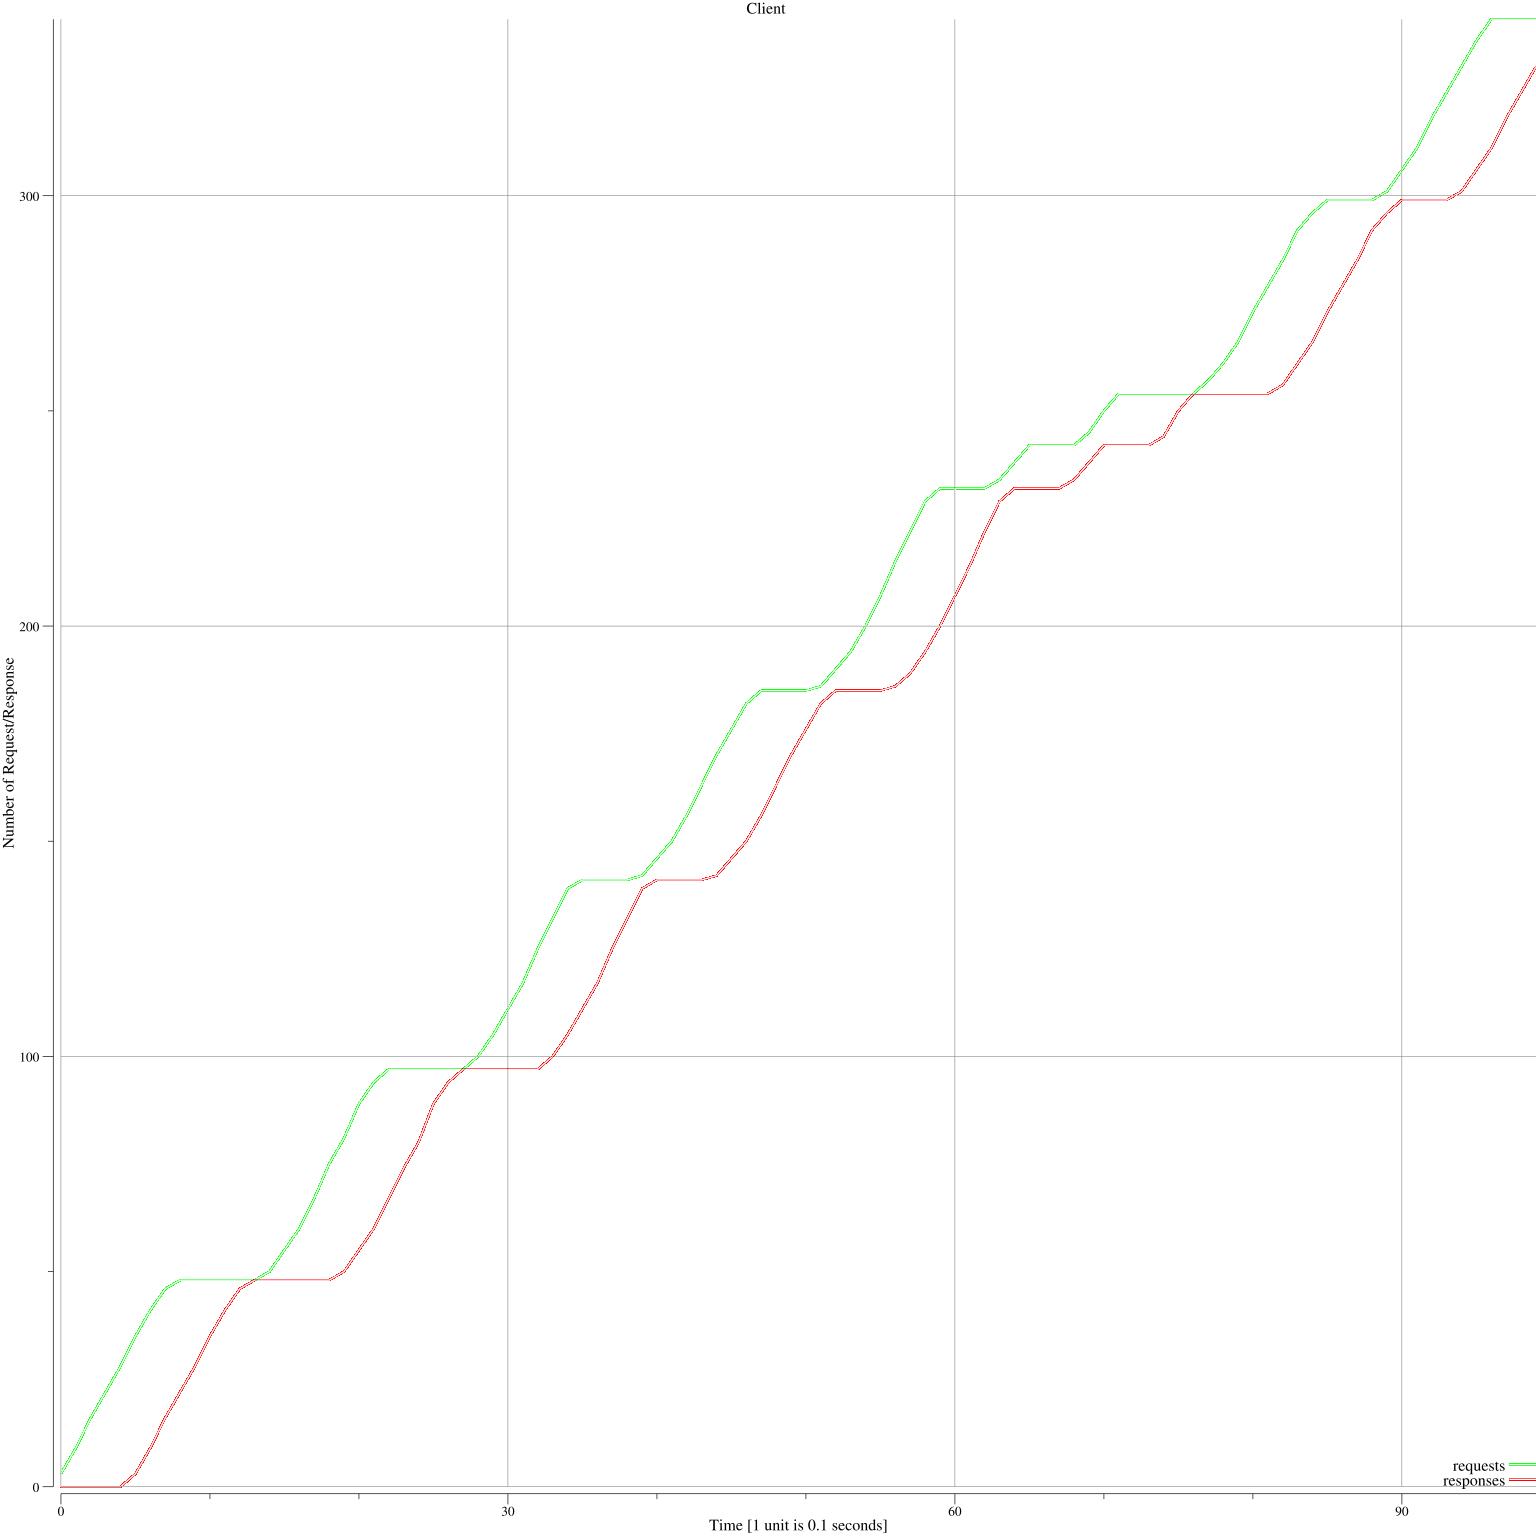 Client
300
200
100
0
Number of Request/Response
requests
responses
0 30 60 90
Time [1 unit is 0.1 seconds]